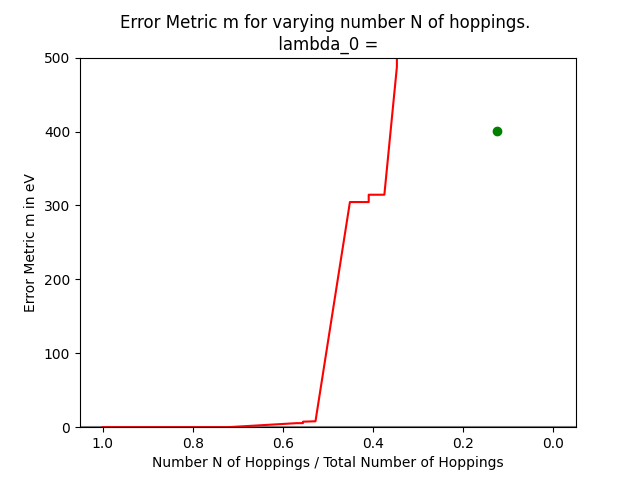 Error Metric m for varying number N of hoppings.
lambda_0 =
500
400
300
200
100
0
Error Metric m in eV
1.0 0.8 0.6 0.4 0.2 0.0
Number N of Hoppings / Total Number of Hoppings